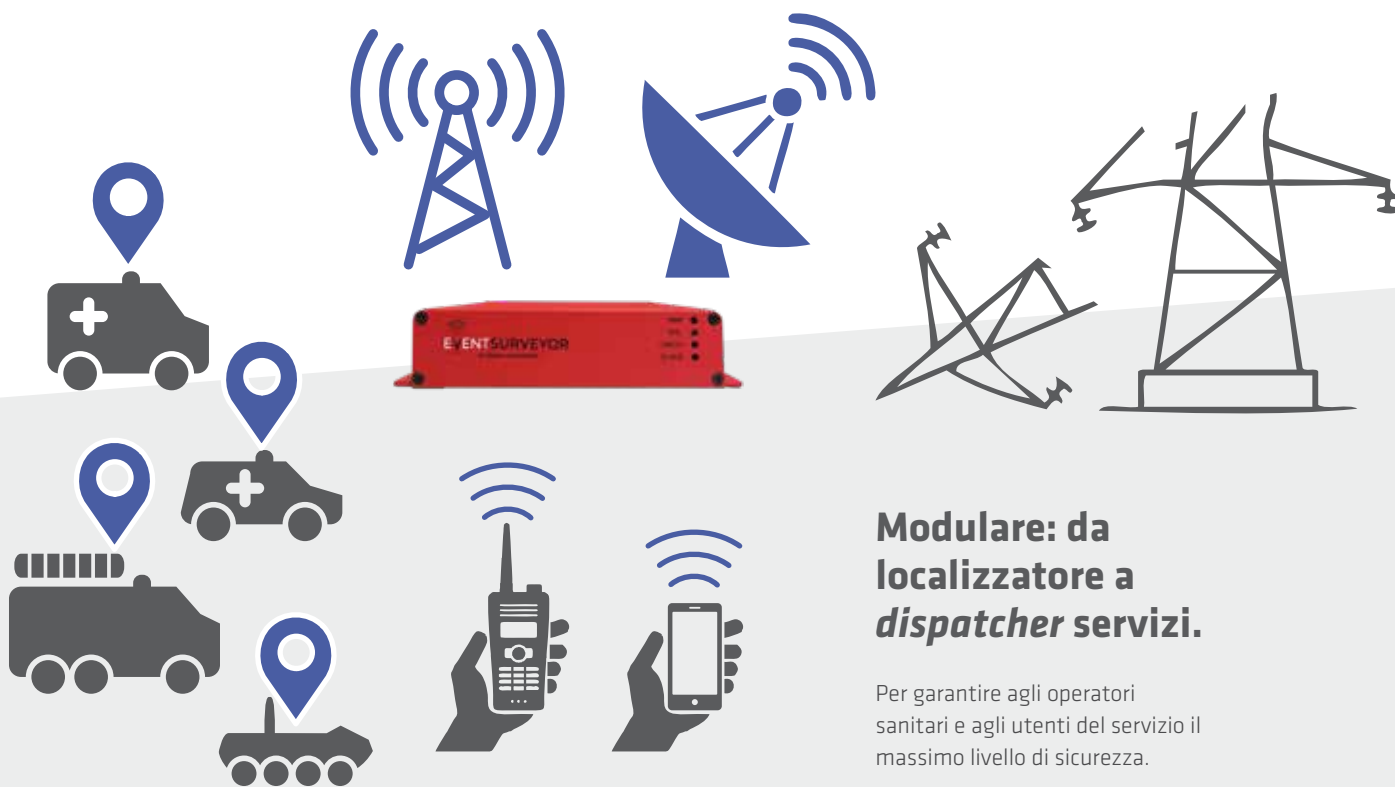 EVENTSURVEYOR
Modulare: da
localizzatore a
dispatcher servizi.
Per garantire agli operatori
sanitari e agli utenti del servizio il
massimo livello di sicurezza.